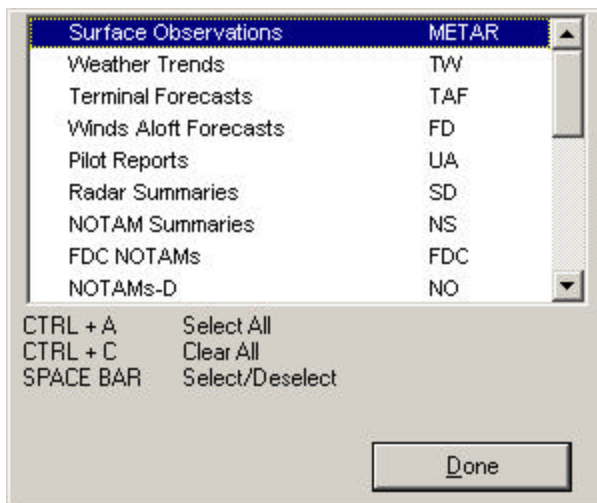 Surface Observations METAR
Weather Trends TW
Terminal Forecasts TAF
Winds Aloft Forecasts FD
Pilot Reports UA
Radar Summaries SD
NOTAM Summaries NS
FDC NOTAMs FDC
NOTAMs-D NO
CTRL + A Select All
CTRL + C Clear All
SPACE BAR Select/Deselect
Done